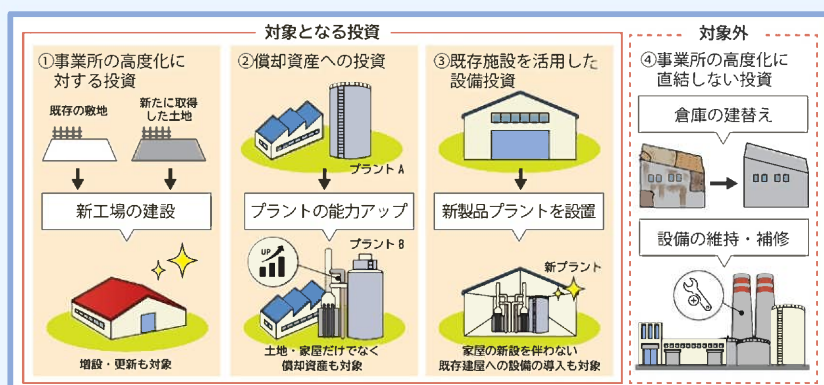 対象となる投資
①事業所の高度化に
対する投資
既存の敷地
新たに取得
した土地
新工場の建設
増設・更新も対象
②償却資産への投資
プラント A
プラントの能力アップ
UP
プラント B
土地・家屋だけでなく
償却資産も対象
③既存施設を活用した
設備投資
新製品プラントを設置
新プラント
家屋の新設を伴わない
既存建屋への設備の導入も対象
対象外
④事業所の高度化に
直結しない投資
倉庫の建替え
設備の維持・補修